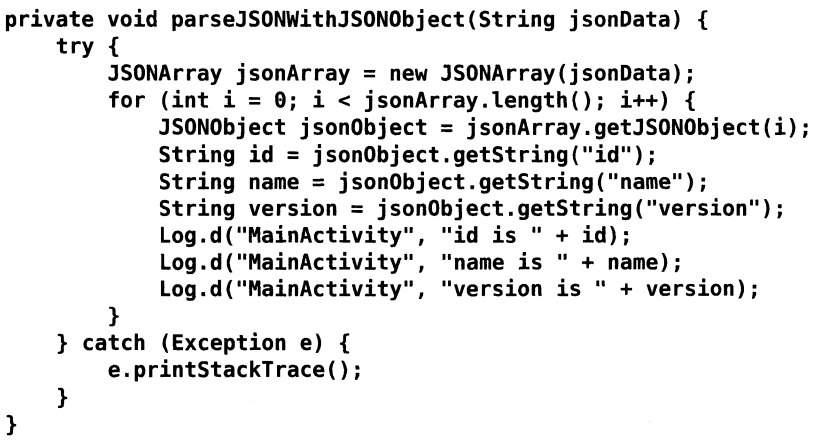 private void parseJSONWithJSONObject(String jsonData) {
    try {
        JSONArray jsonArray = new JSONArray(jsonData);
        for (int i = 0; i < jsonArray.length(); i++) {
            JSONObject jsonObject = jsonArray.getJSONObject(i);
            String id = jsonObject.getString("id");
            String name = jsonObject.getString("name");
            String version = jsonObject.getString("version");
            Log.d("MainActivity", "id is " + id);
            Log.d("MainActivity", "name is " + name);
            Log.d("MainActivity", "version is " + version);
        }
    } catch (Exception e) {
        e.printStackTrace();
    }
}